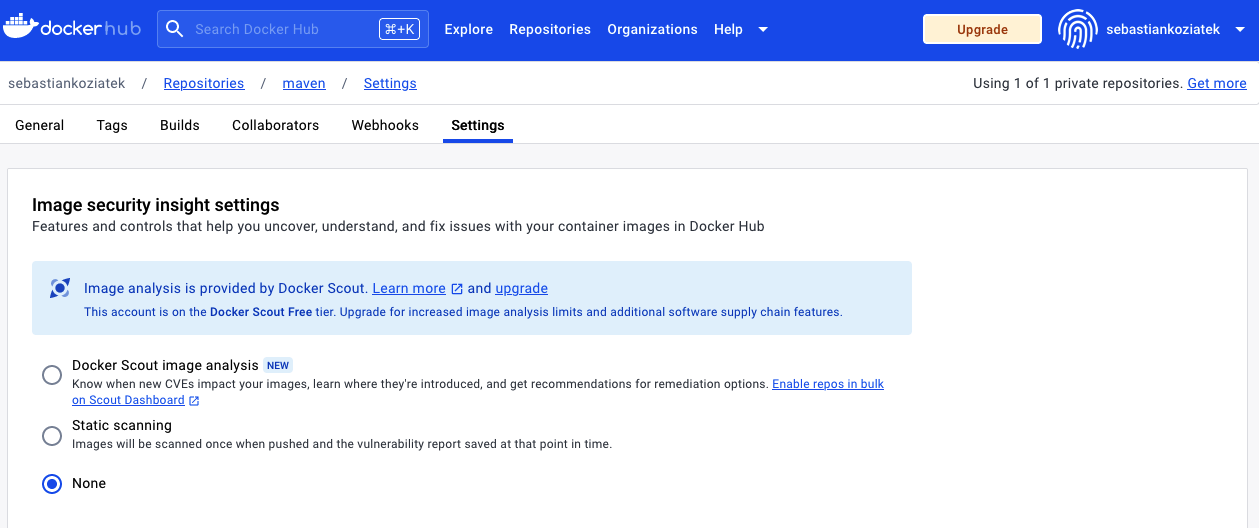 docker hub Search Docker Hub ⌘+K Explore Repositories Organizations Help Upgrade sebastiankoziatek
sebastiankoziatek / Repositories / maven / Settings Using 1 of 1 private repositories. Get more
General Tags Builds Collaborators Webhooks Settings
Image security insight settings
Features and controls that help you uncover, understand, and fix issues with your container images in Docker Hub
Image analysis is provided by Docker Scout. Learn more and upgrade
This account is on the Docker Scout Free tier. Upgrade for increased image analysis limits and additional software supply chain features.
Docker Scout image analysis NEW
Know when new CVEs impact your images, learn where they're introduced, and get recommendations for remediation options. Enable repos in bulk
on Scout Dashboard
Static scanning
Images will be scanned once when pushed and the vulnerability report saved at that point in time.
None